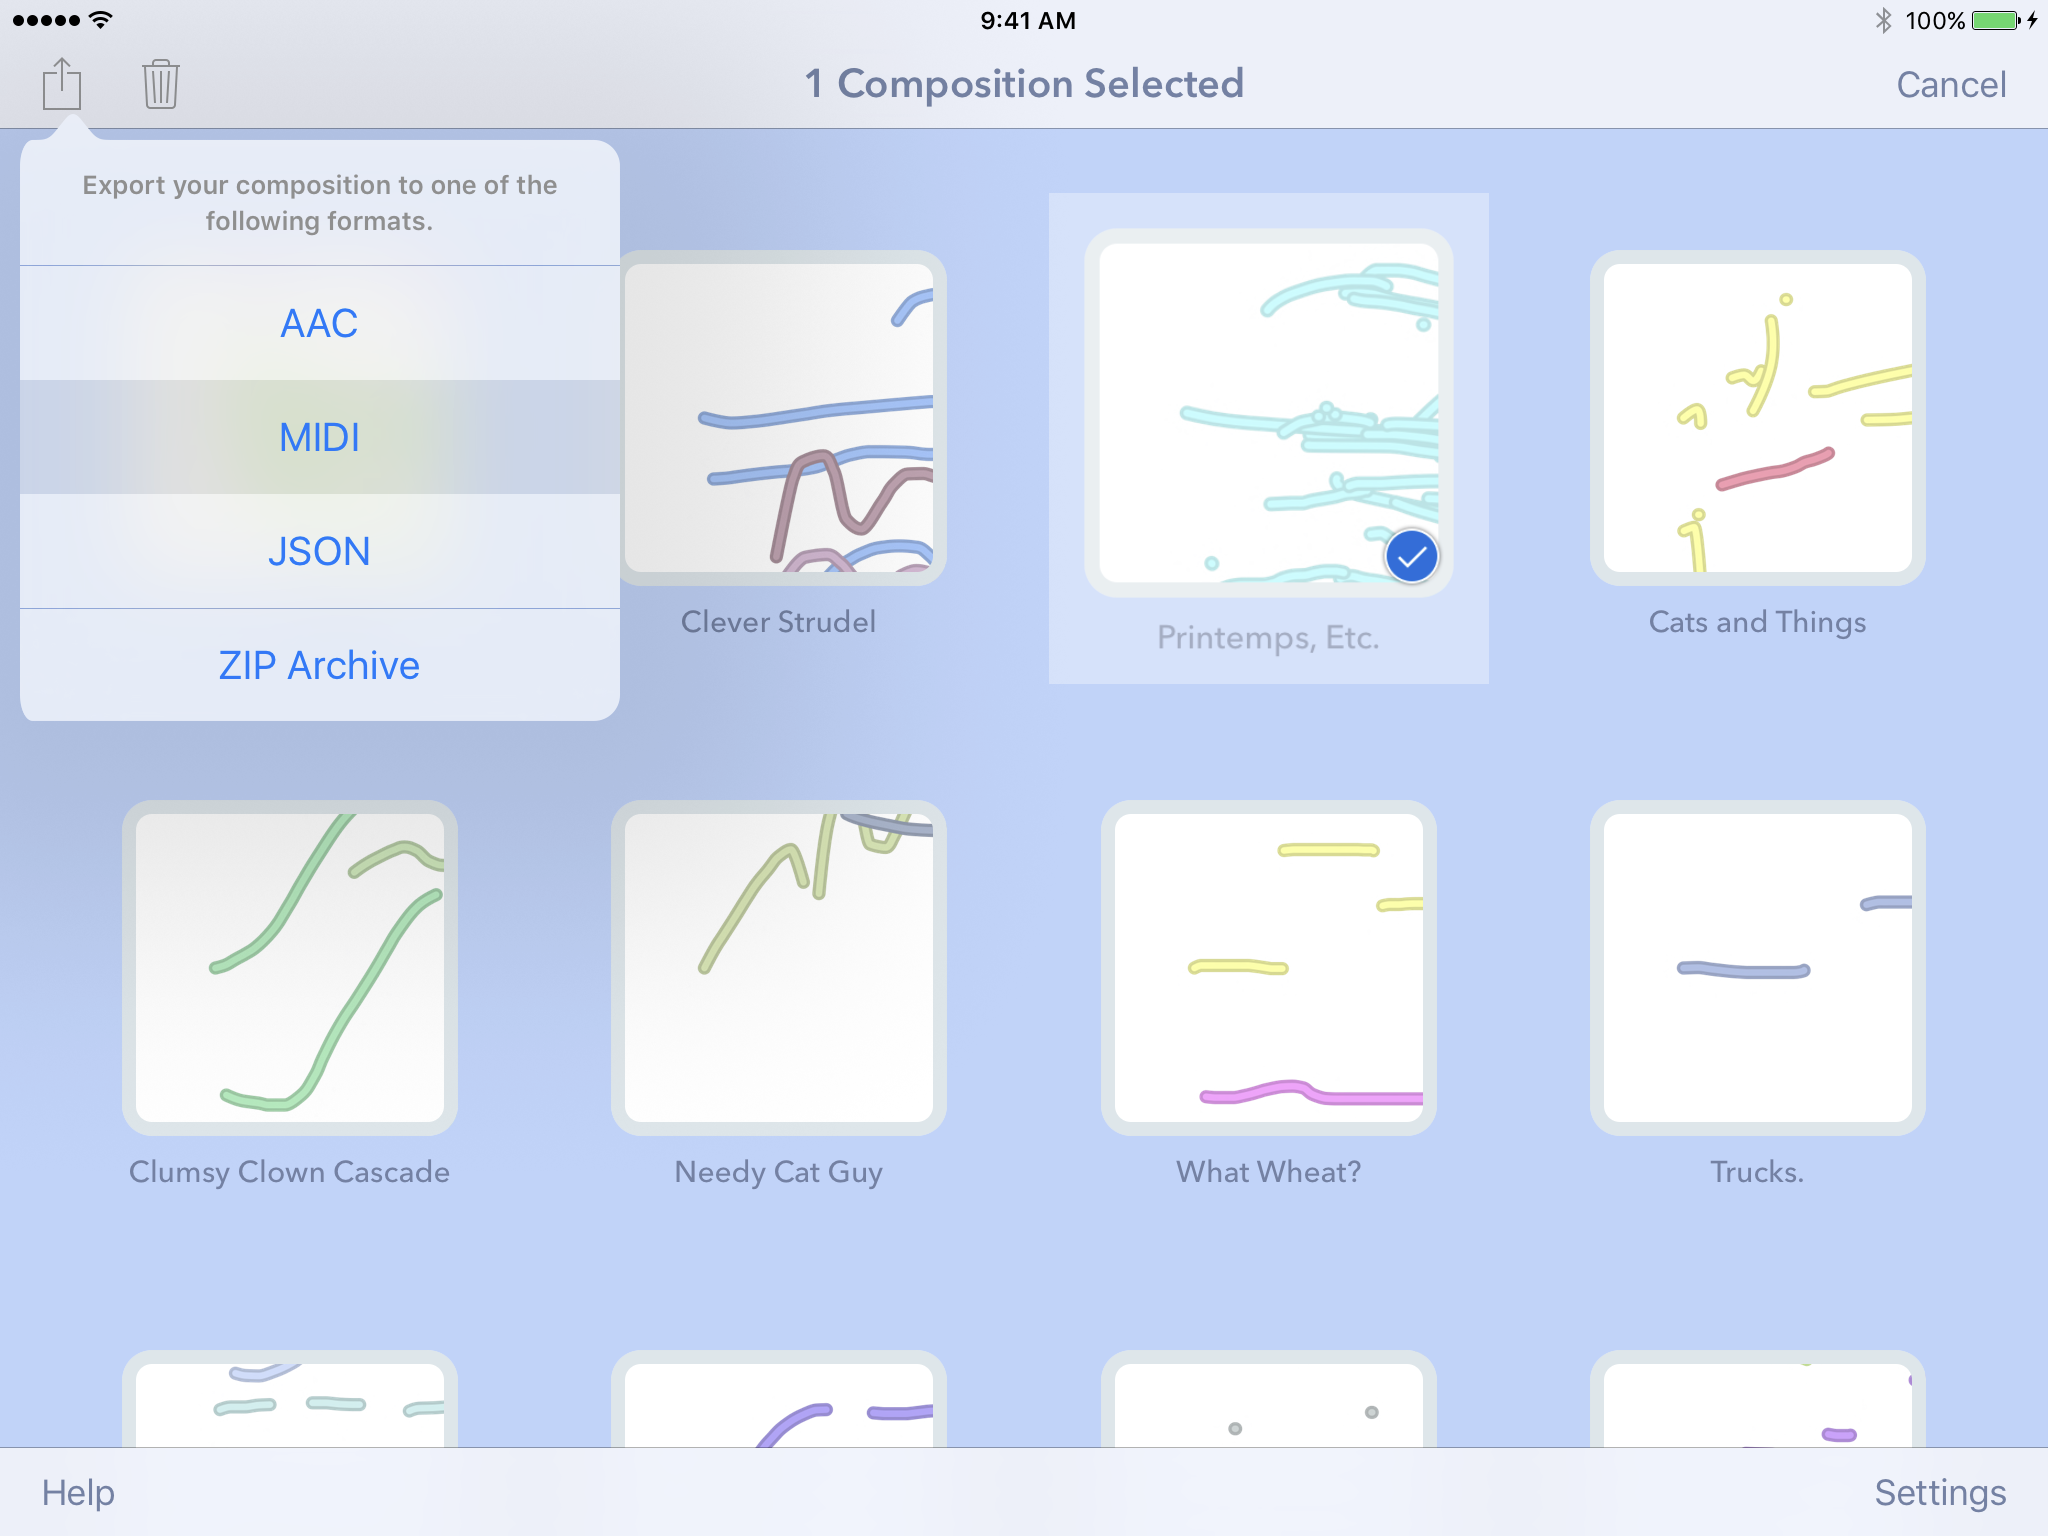 9:41 AM
100%
1 Composition Selected
Cancel
Export your composition to one of the
following formats.
AAC
MIDI
JSON
ZIP Archive
Clever Strudel
Printemps, Etc.
Cats and Things
Clumsy Clown Cascade
Needy Cat Guy
What Wheat?
Trucks.
Help
Settings